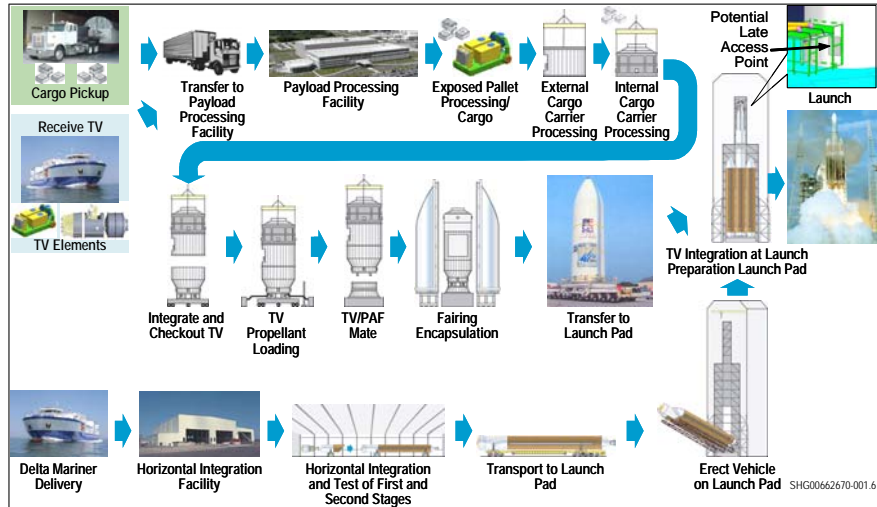 Cargo Pickup
Transfer to
Payload
Processing
Facility
Payload Processing
Facility
Exposed Pallet
Processing/
Cargo
External
Cargo
Carrier
Processing
Internal
Cargo
Carrier
Processing
Potential
Late
Access
Point
Launch
Receive TV
TV Elements
Integrate and
Checkout TV
TV
Propellant
Loading
TV/PAF
Mate
Fairing
Encapsulation
Transfer to
Launch Pad
TV Integration at Launch
Preparation Launch Pad
Delta Mariner
Delivery
Horizontal Integration
Facility
Horizontal Integration
and Test of First and
Second Stages
Transport to Launch
Pad
Erect Vehicle
on Launch Pad
SHG00662670-001.6